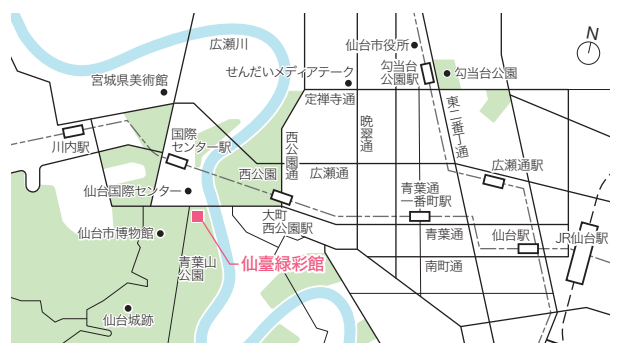 N
広瀬川
仙台市役所
宮城県美術館
せんだいメディアテーク
勾当台
公園駅
勾当台公園
定禅寺通
東二番丁通
晩翠通
西公園通
川内駅
国際
センター駅
西公園
広瀬通
広瀬通駅
仙台国際センター
青葉通
一番町駅
大町
西公園駅
仙台市博物館
青葉通
仙台駅
JR仙台駅
青葉山
公園
仙臺緑彩館
南町通
仙台城跡